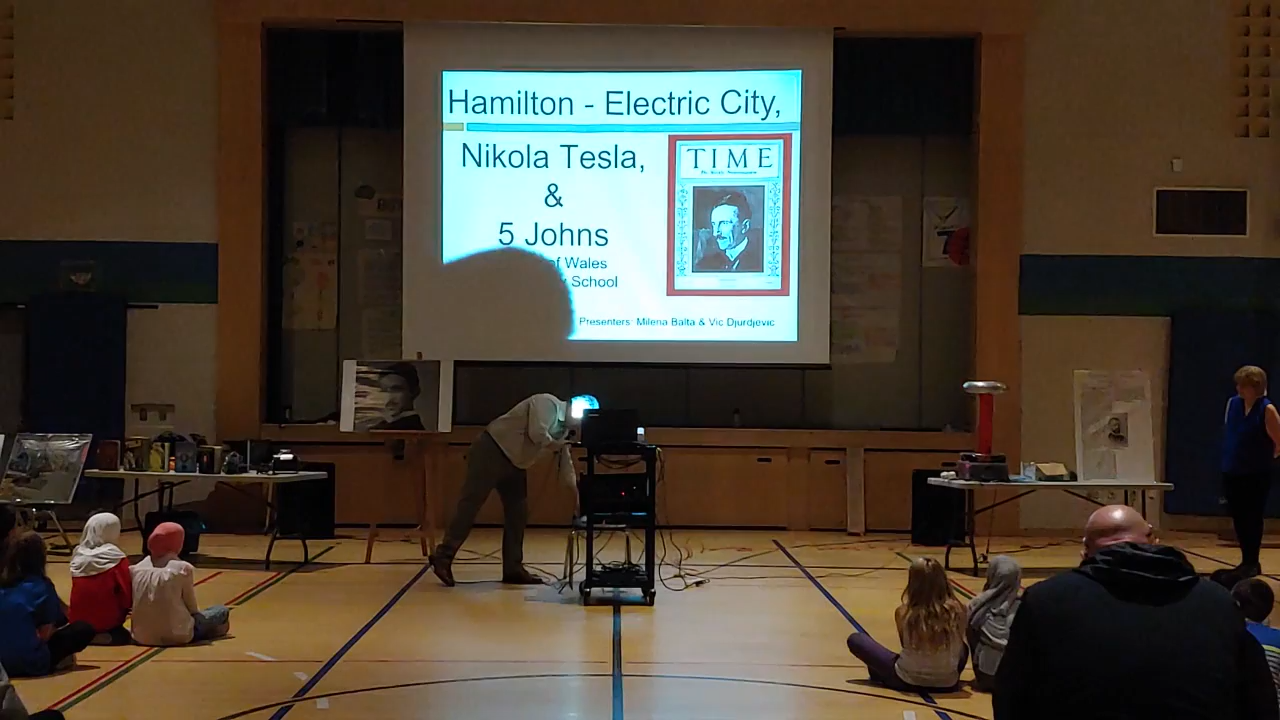 Hamilton - Electric City,
Nikola Tesla,
&
5 Johns
of Wales
School
TIME
Presenters: Milena Balta & Vic Djurdjevic